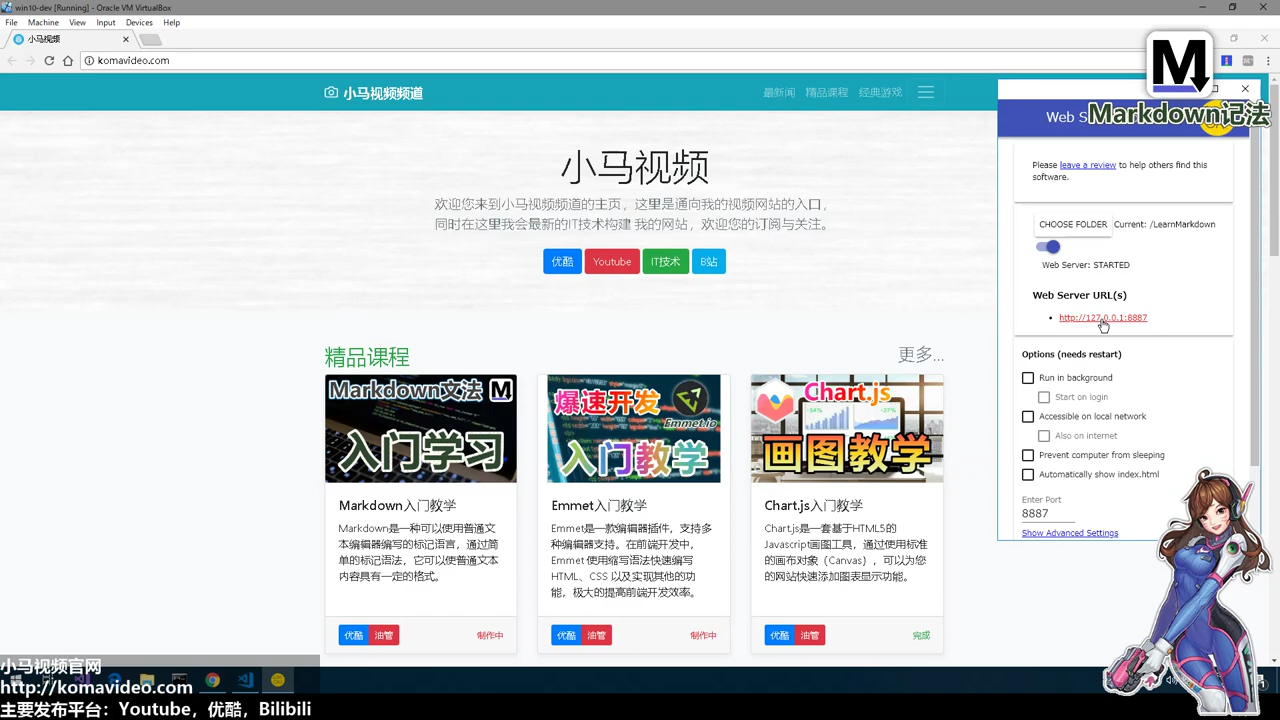 win10-dev [Running] - Oracle VM VirtualBox
File Machine View Input Devices Help
小马视频
komavideo.com
小马视频频道
最新闻 精品课程 经典游戏
M
Markdown记法
Web S
小马视频
欢迎您来到小马视频频道的主页，这里是通向我的视频网站的入口，
同时在这里我会最新的IT技术构建 我的网站，欢迎您的订阅与关注。
优酷 Youtube IT技术 B站
Please leave a review to help others find this
software.
CHOOSE FOLDER Current: /LearnMarkdown
Web Server: STARTED
Web Server URL(s)
http://127.0.0.1:8887
Options (needs restart)
Run in background
Start on login
Accessible on local network
Also on internet
Prevent computer from sleeping
Automatically show index.html
Enter Port
8887
Show Advanced Settings
精品课程 更多...
Markdown文法 M
入门学习
Markdown入门教学
Markdown是一种可以使用普通文
本编辑器编写的标记语言，通过简
单的标记语法，它可以使普通文本
内容具有一定的格式。
优酷 油管 制作中
爆速开发
Emmet.io
入门教学
Emmet入门教学
Emmet是一款编辑器插件，支持多
种编辑器支持。在前端开发中，
Emmet 使用缩写语法快速编写
HTML、CSS 以及实现其他的功
能，极大的提高前端开发效率。
优酷 油管 制作中
Chart.js
54% 27%
画图教学
Chart.js入门教学
Chart.js是一套基于HTML5的
Javascript画图工具，通过使用标准
的画布对象（Canvas），可以为您
的网站快速添加图表显示功能。
优酷 油管 完成
小马视频官网
http://komavideo.com
主要发布平台：Youtube，优酷，Bilibili